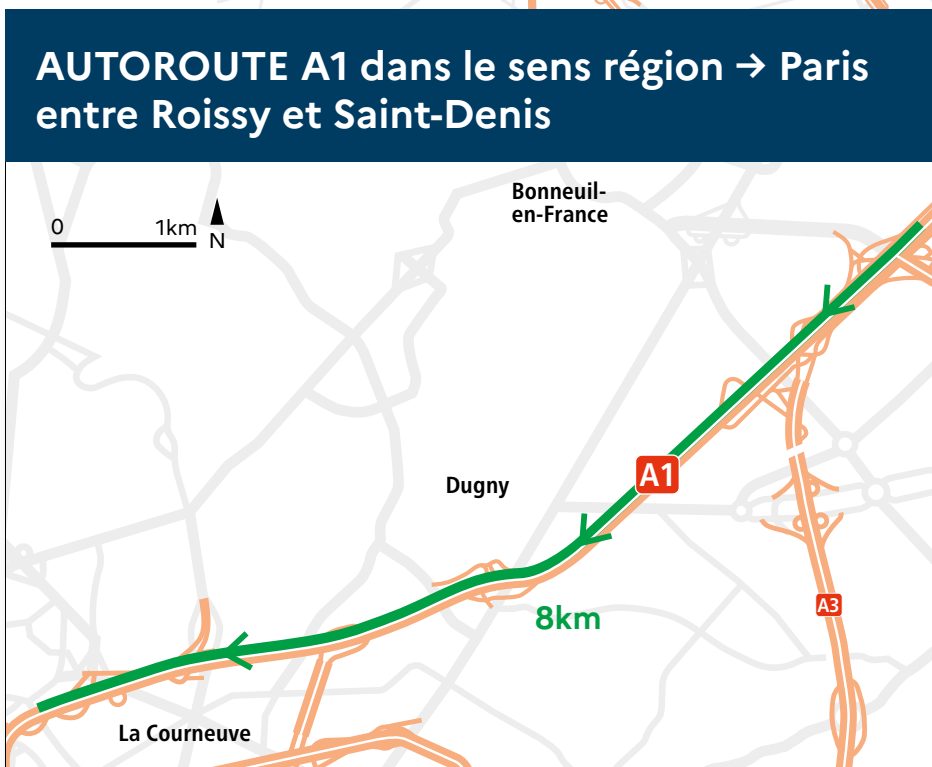 AUTOROUTE A1 dans le sens région → Paris
entre Roissy et Saint-Denis
Bonneuil-
en-France
0 1km
N
Dugny
A1
8km
A3
La Courneuve